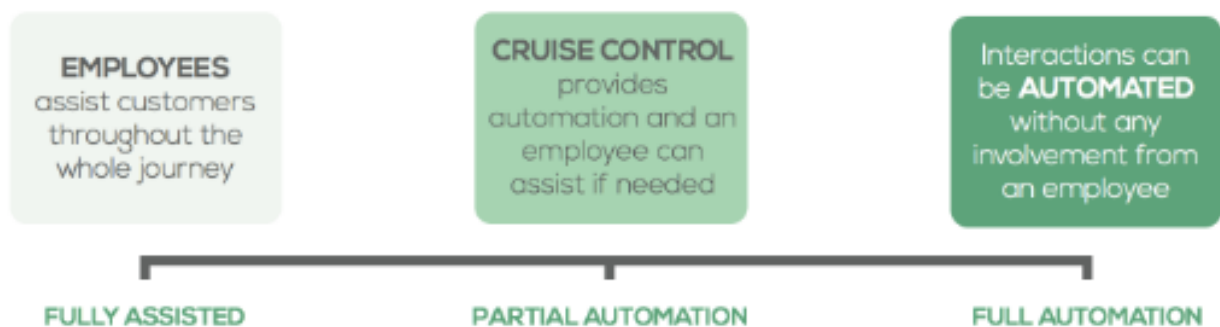 EMPLOYEES
assist customers
throughout the
whole journey
CRUISE CONTROL
provides
automation and an
employee can
assist if needed
Interactions can
be AUTOMATED
without any
involvement from
an employee
FULLY ASSISTED
PARTIAL AUTOMATION
FULL AUTOMATION